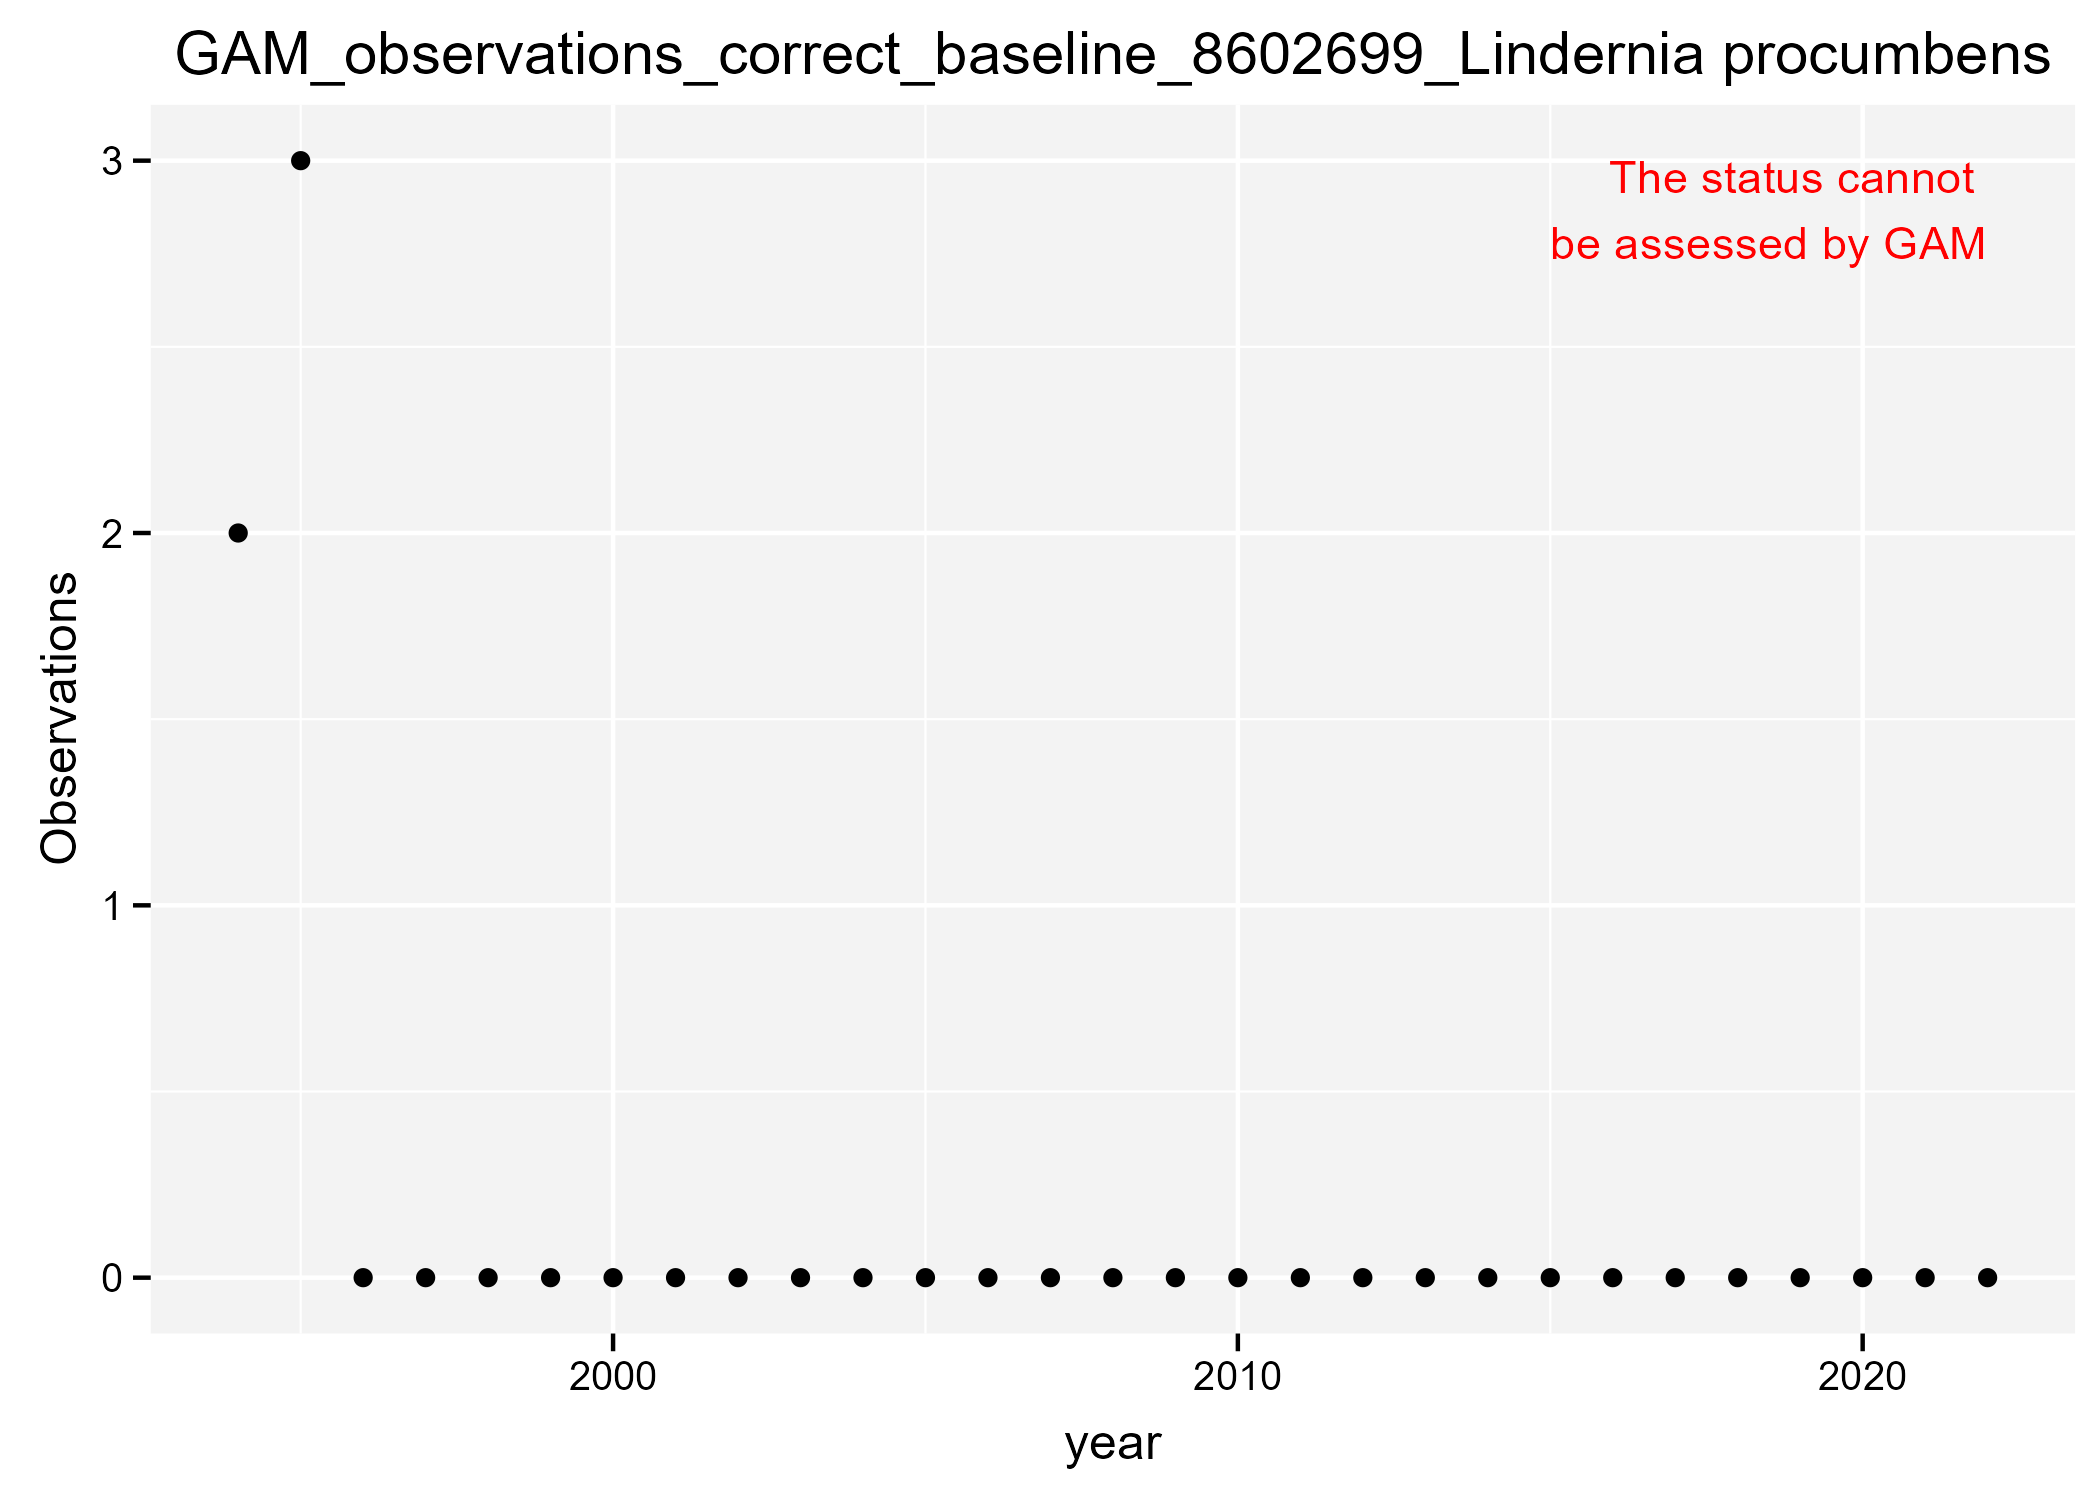 GAM_observations_correct_baseline_8602699_Lindernia procumbens
The status cannot
be assessed by GAM
Observations
3
2
1
0
2000 2010 2020
year